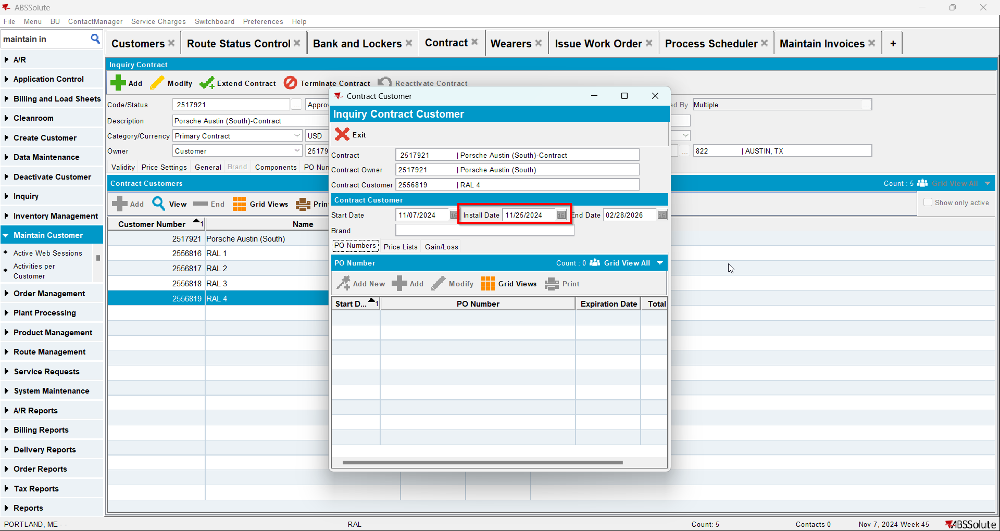 ABSSolute
File Menu BU ContactManager Service Charges Switchboard Preferences Help
maintain in
Customers Route Status Control Bank and Lockers Contract Wearers Issue Work Order Process Scheduler Maintain Invoices +
A/R
Application Control
Billing and Load Sheets
Cleanroom
Create Customer
Data Maintenance
Deactivate Customer
Inquiry
Inventory Management
Maintain Customer
Active Web Sessions
Activities per
Customer
Order Management
Plant Processing
Product Management
Route Management
Service Requests
System Maintenance
A/R Reports
Billing Reports
Delivery Reports
Order Reports
Tax Reports
Reports
Inquiry Contract
Add Modify Extend Contract Terminate Contract Reactivate Contract
Code/Status 2517921 ... Approv ed By Multiple ...
Description Porsche Austin (South)-Contract
Category/Currency Primary Contract USD
Owner Customer 25179 ... 822 | AUSTIN, TX
Validity Price Settings General Brand Components PO Num
Contract Customers Count : 5 Grid View All
Add View End Grid Views Print Show only active
Customer Number 1 Name
2517921 Porsche Austin (South)
2556816 RAL 1
2556817 RAL 2
2556818 RAL 3
2556819 RAL 4
Contract Customer
Inquiry Contract Customer
Exit
Contract 2517921 | Porsche Austin (South)-Contract
Contract Owner 2517921 | Porsche Austin (South)
Contract Customer 2556819 | RAL 4
Contract Customer
Start Date 11/07/2024 16 Install Date 11/25/2024 16 End Date 02/28/2026 16
Brand
PO Numbers Price Lists Gain/Loss
PO Number Count : 0 Grid View All
Add New Add Modify Grid Views Print
Start D... 1 PO Number Expiration Date Total
PORTLAND, ME - - RAL Count: 5 Contacts 0 Nov 7, 2024 Week 45 ABSSolute